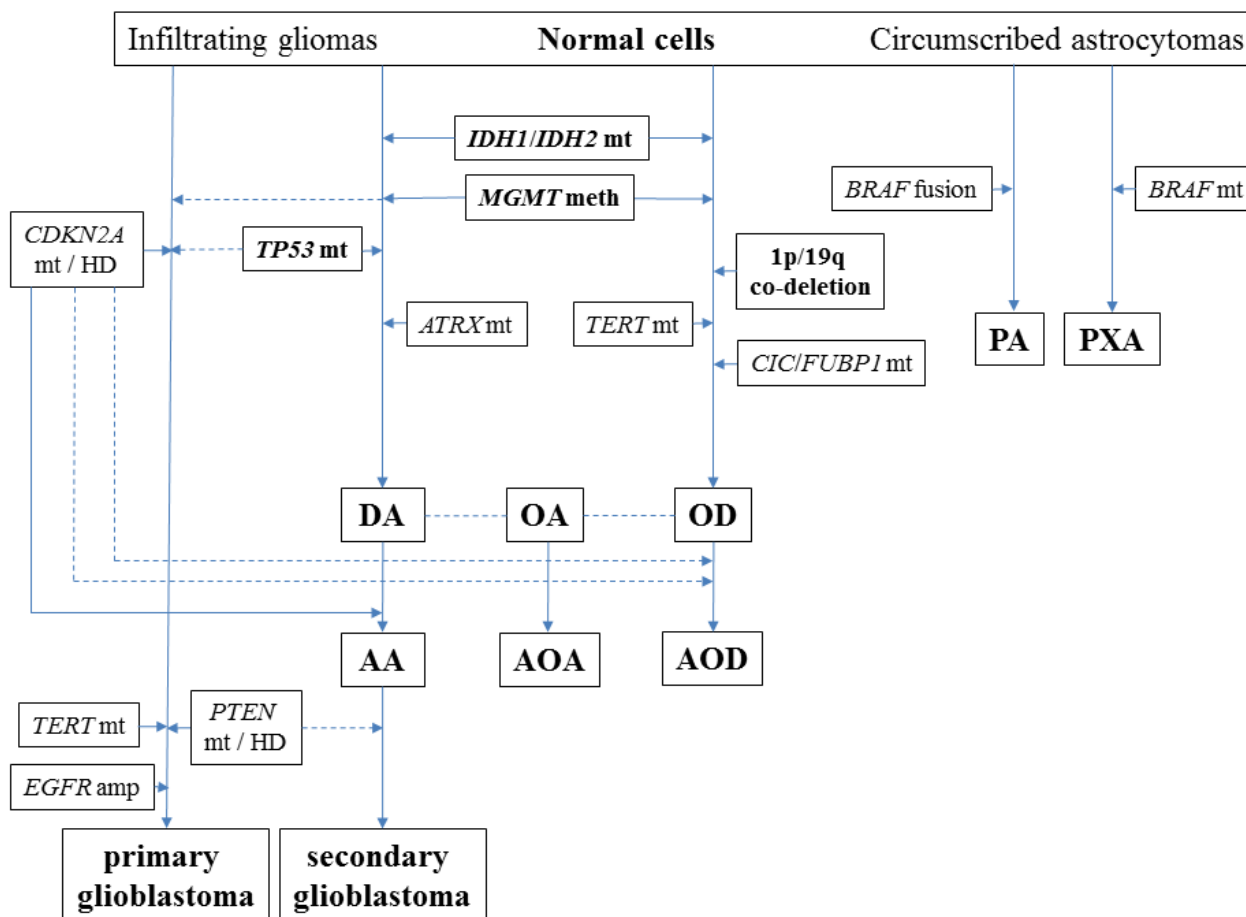 Infiltrating gliomas Normal cells Circumscribed astrocytomas
IDH1/IDH2 mt
MGMT meth
BRAF fusion
BRAF mt
CDKN2A
mt / HD
TP53 mt
1p/19q
co-deletion
ATRX mt
TERT mt
PA
PXA
CIC/FUBP1 mt
DA
OA
OD
AA
AOA
AOD
TERT mt
PTEN
mt / HD
EGFR amp
primary
glioblastoma
secondary
glioblastoma